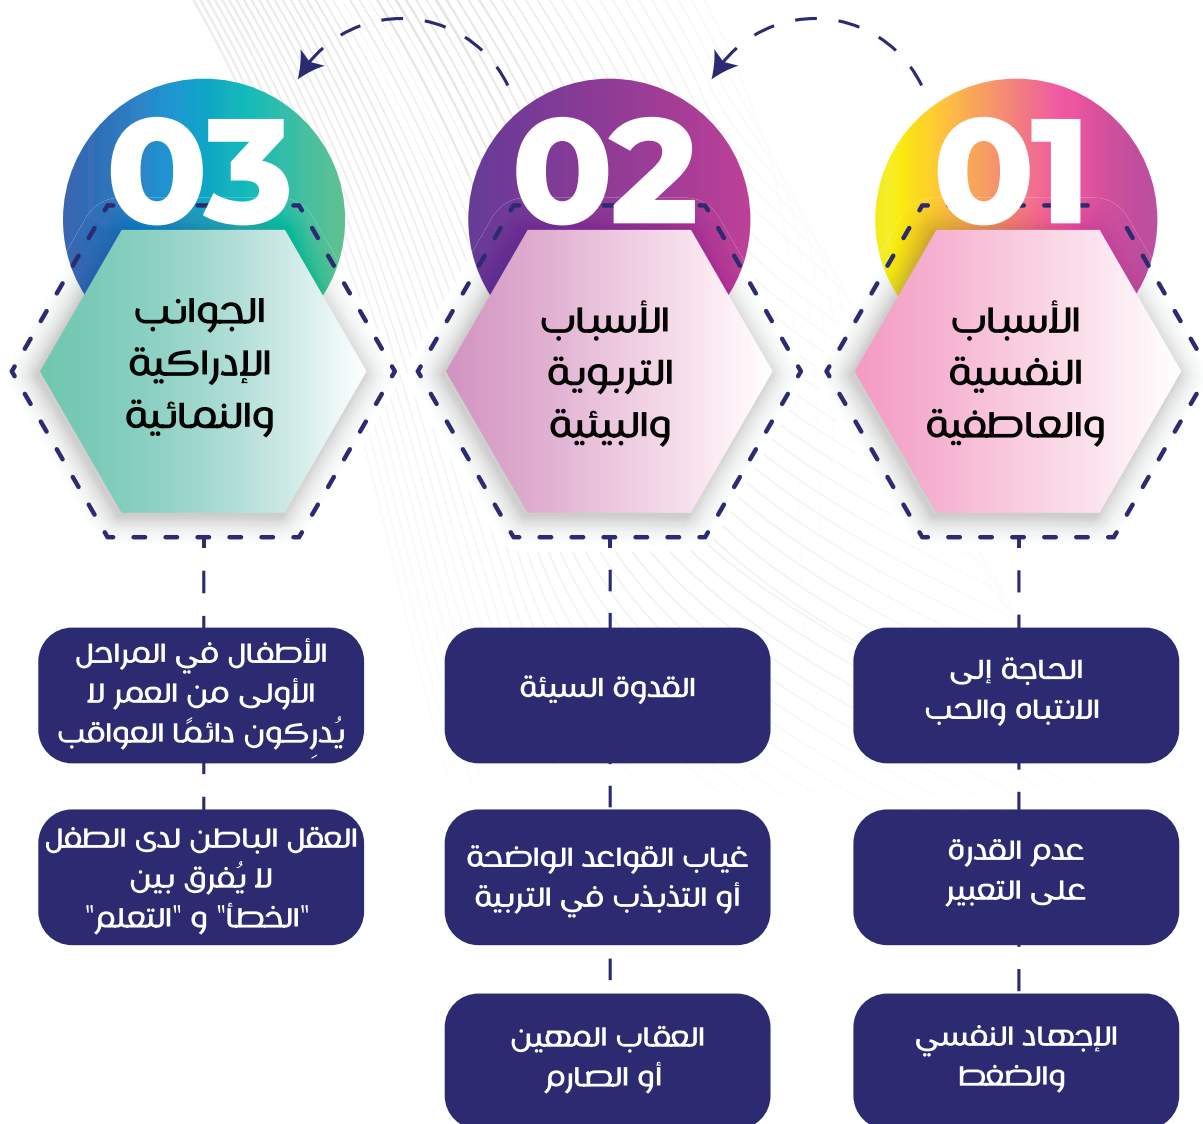 01
الأسباب
النفسية
والعاطفية
الحاجة إلى
الانتباه والحب
عدم القدرة
على التعبير
الإجهاد النفسي
والضغط
02
الأسباب
التربوية
والبيئية
القدوة السيئة
غياب القواعد الواضحة
أو التذبذب في التربية
العقاب المهين
أو الصارم
03
الجوانب
الإدراكية
والنمائية
الأطفال في المراحل
الأولى من العمر لا
يُدرِكون دائمًا العواقب
العقل الباطن لدى الطفل
لا يُفرق بين
"الخطأ" و "التعلم"